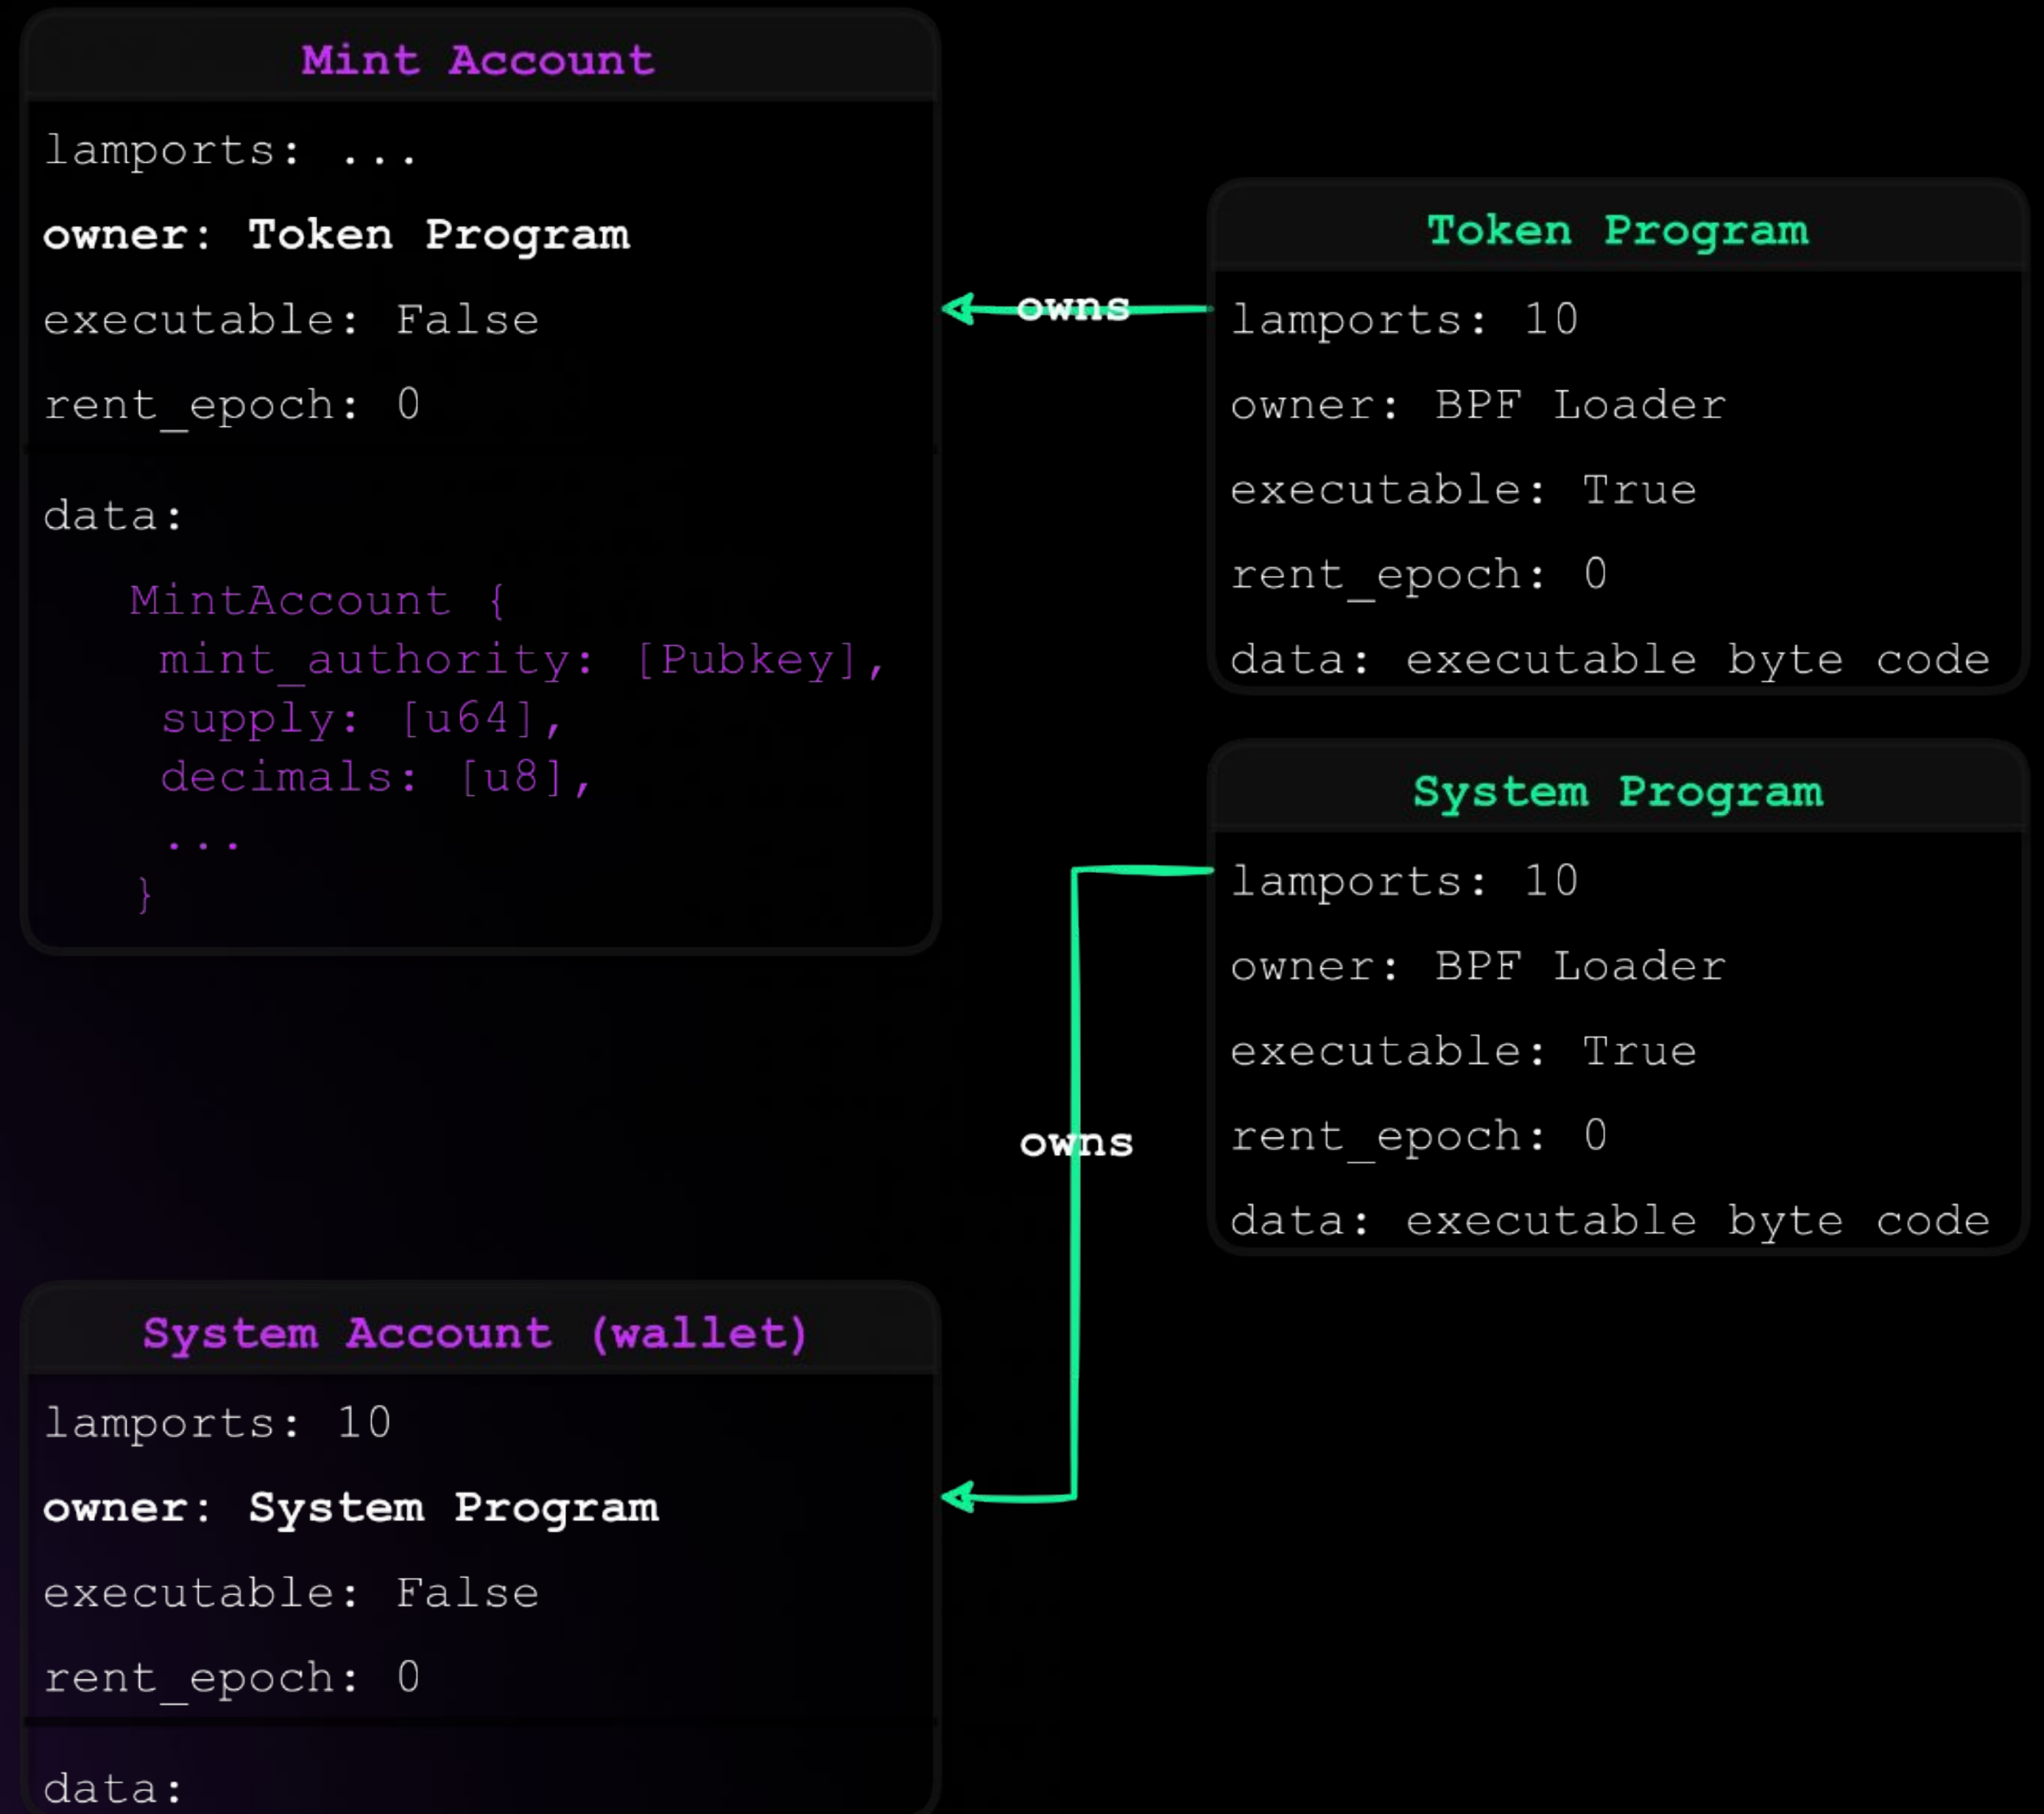 Mint Account
lamports: ...
owner: Token Program
executable: False
rent_epoch: 0
data:
MintAccount {
mint_authority: [Pubkey],
supply: [u64],
decimals: [u8],
...
}
owns
Token Program
lamports: 10
owner: BPF Loader
executable: True
rent_epoch: 0
data: executable byte code
System Program
lamports: 10
owner: BPF Loader
executable: True
rent_epoch: 0
data: executable byte code
owns
System Account (wallet)
lamports: 10
owner: System Program
executable: False
rent_epoch: 0
data: